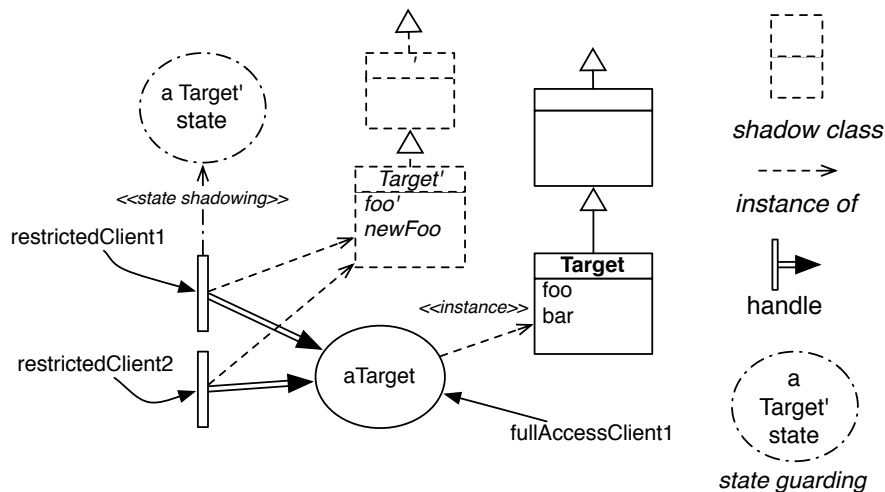 a Target'
state
'
<<state shadowing>>
Target'
foo'
newFoo
shadow class
instance of
restrictedClient1
Target
foo
bar
<<instance>>
handle
restrictedClient2
aTarget
fullAccessClient1
a
Target'
state
state guarding